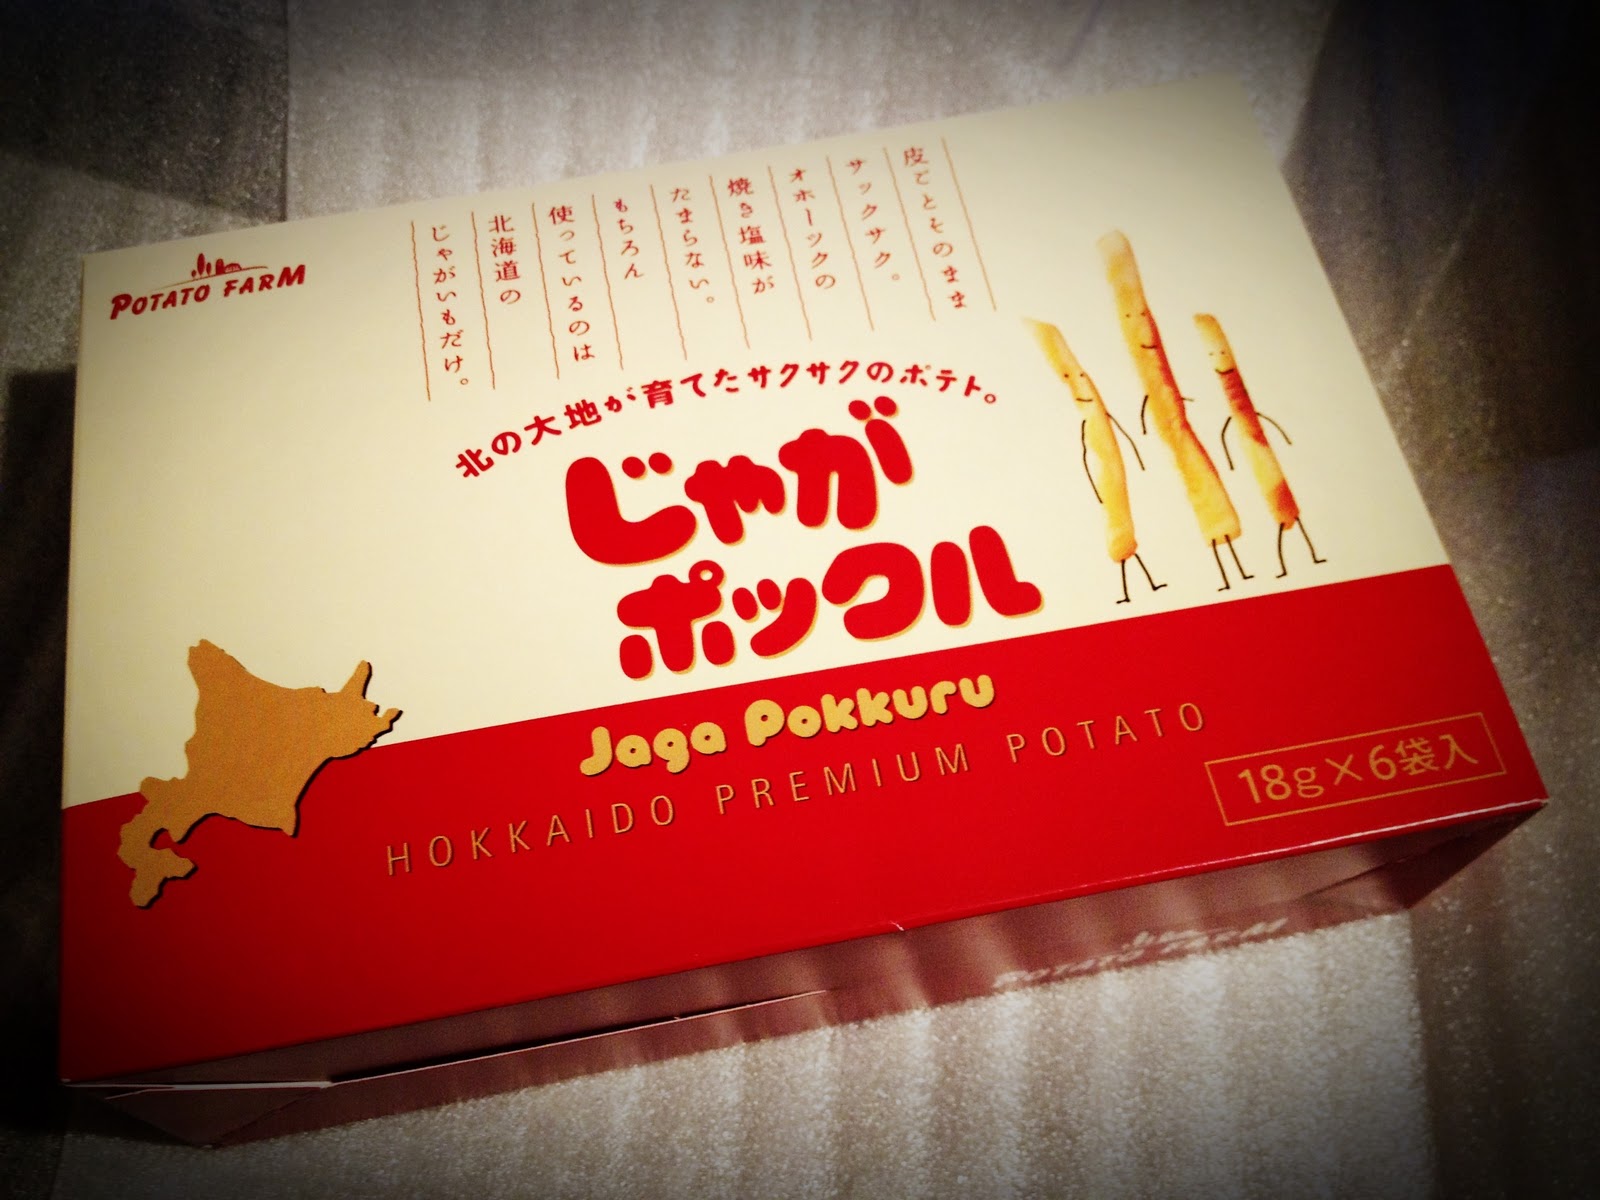 POTATO FARM
皮ごとそのまま
サックサク。
オホーツクの
焼き塩味が
たまらない。
もちろん
使っているのは
北海道の
じゃがいもだけ。
北の大地が育てたサクサクのポテト。
じゃが
ポックル
Jaga Pokkuru
HOKKAIDO PREMIUM POTATO
18g×6袋入
POTATO FARM